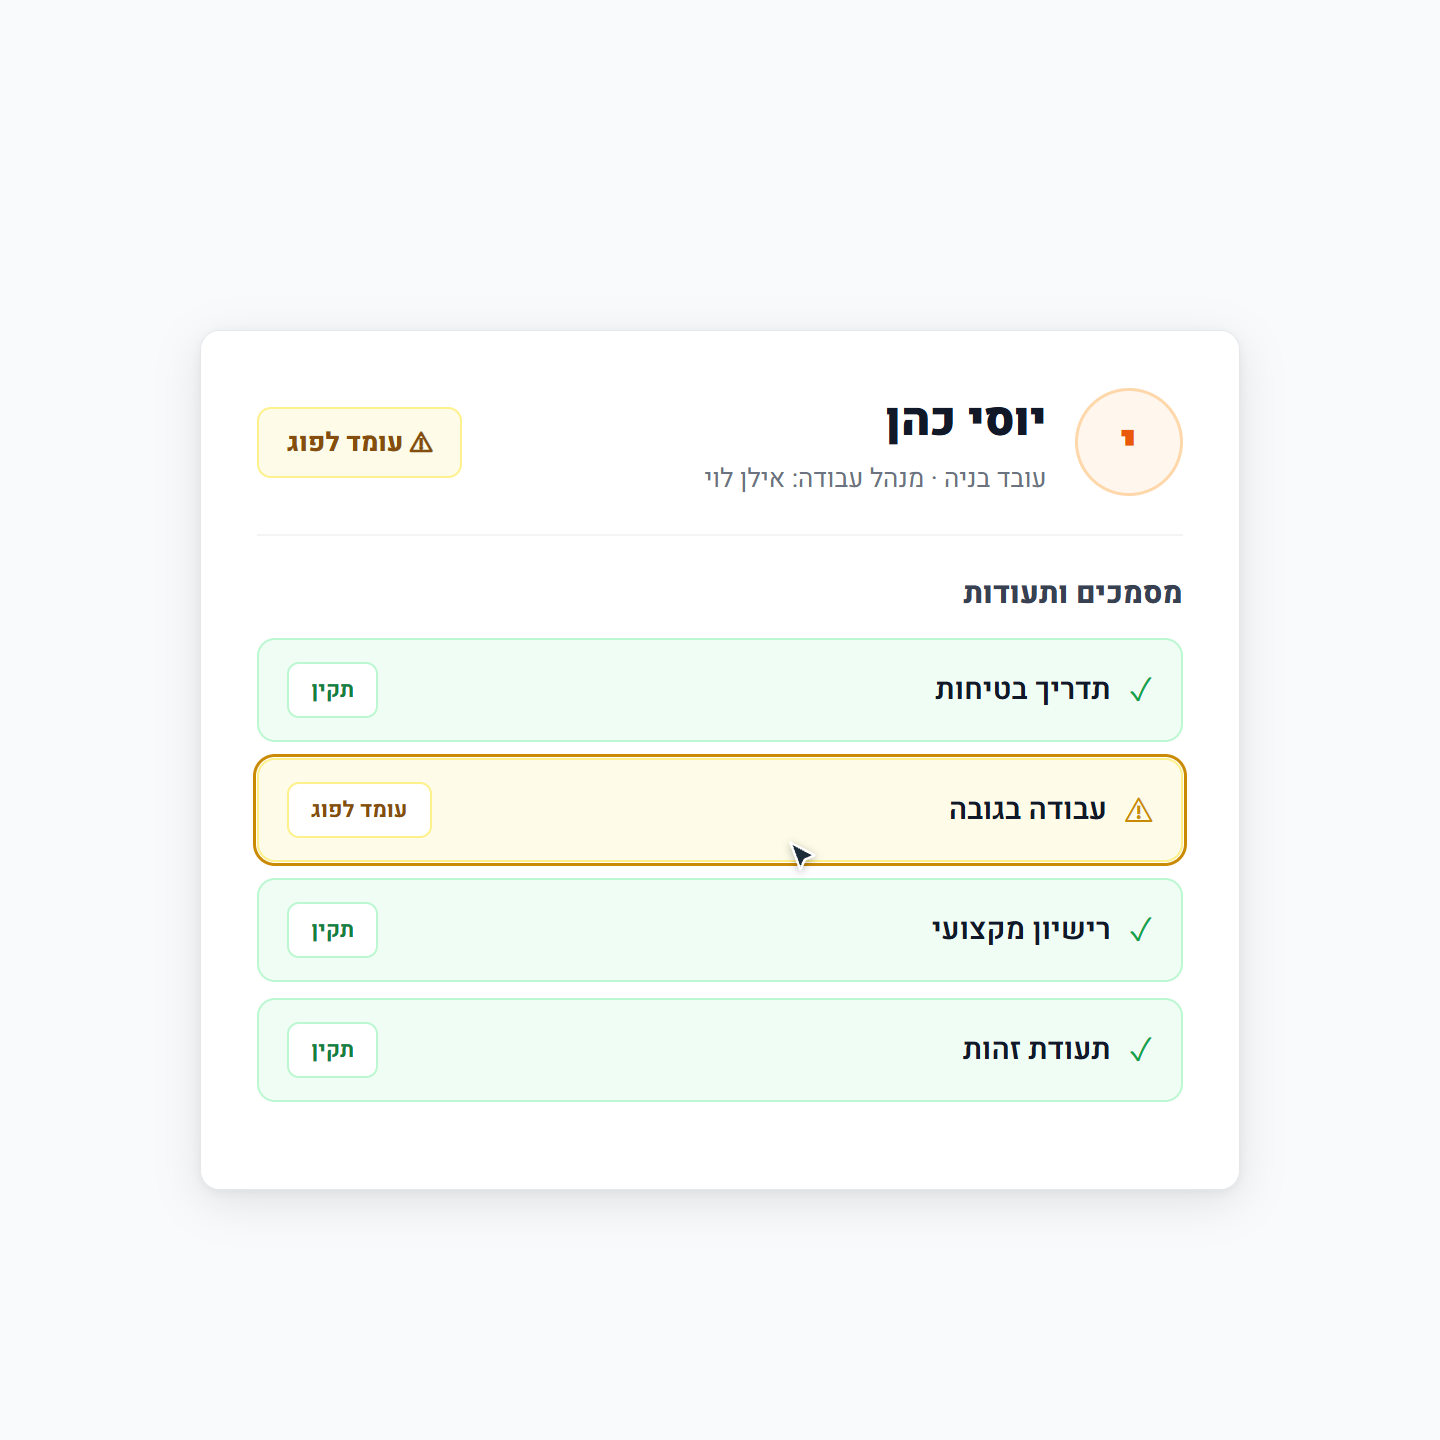 י
יוסי כהן
עובד בניה · מנהל עבודה: אילן לוי
⚠ עומד לפוג
מסמכים ותעודות
✓ תדריך בטיחות
תקין
⚠ עבודה בגובה
עומד לפוג
✓ רישיון מקצועי
תקין
✓ תעודת זהות
תקין